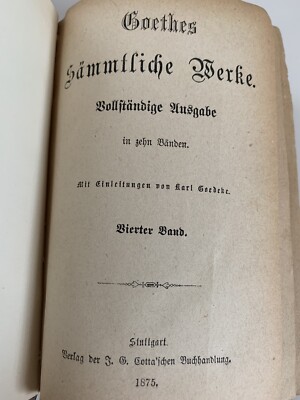 Goethes
Sämmtliche Werke.
Vollständige Ausgabe
in zehn Bänden.
Mit Einleitungen von Karl Goedeke.
Vierter Band.
Stuttgart.
Verlag der J. G. Cotta'schen Buchhandlung.
1875.